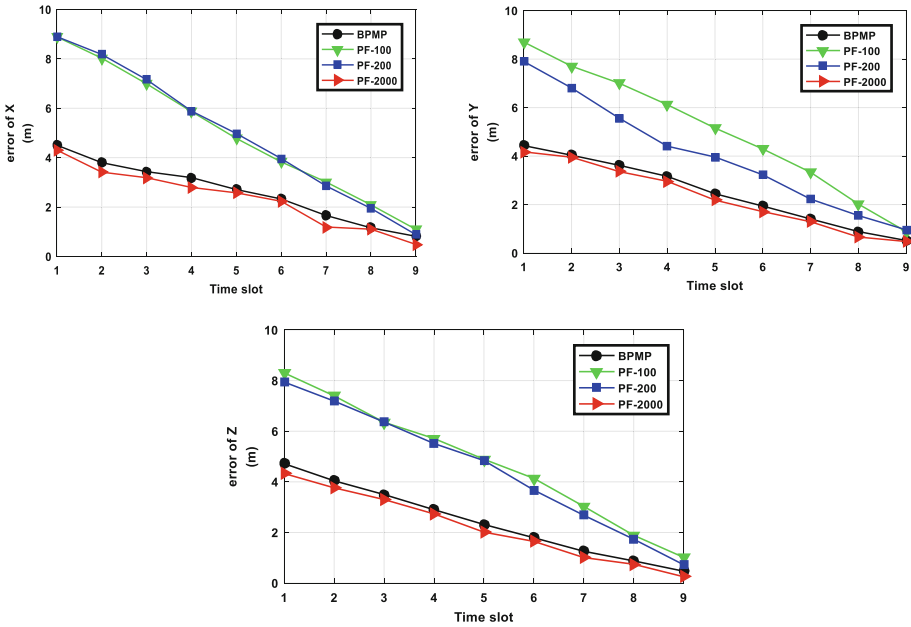 10
8
6
4
2
0
error of X
(m)
BPMP
PF-100
PF-200
PF-2000
1 2 3 4 5 6 7 8 9
Time slot
10
8
6
4
2
0
error of Y
(m)
BPMP
PF-100
PF-200
PF-2000
1 2 3 4 5 6 7 8 9
Time slot
10
8
6
4
2
0
error of Z
(m)
BPMP
PF-100
PF-200
PF-2000
1 2 3 4 5 6 7 8 9
Time slot